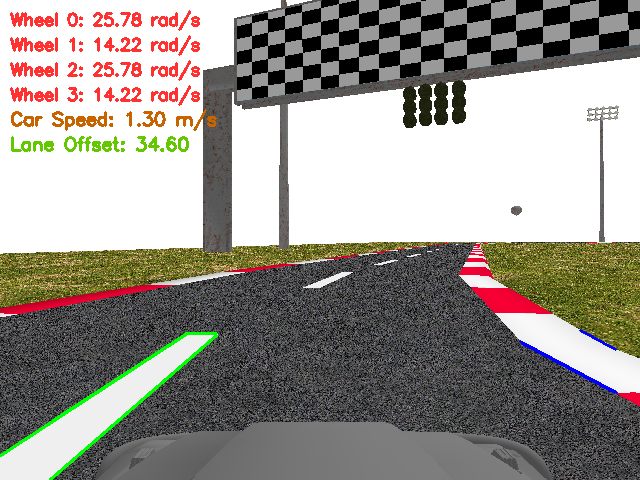 Wheel 0: 25.78 rad/s
Wheel 1: 14.22 rad/s
Wheel 2: 25.78 rad/s
Wheel 3: 14.22 rad/s
Car Speed: 1.30 m/s
Lane Offset: 34.60